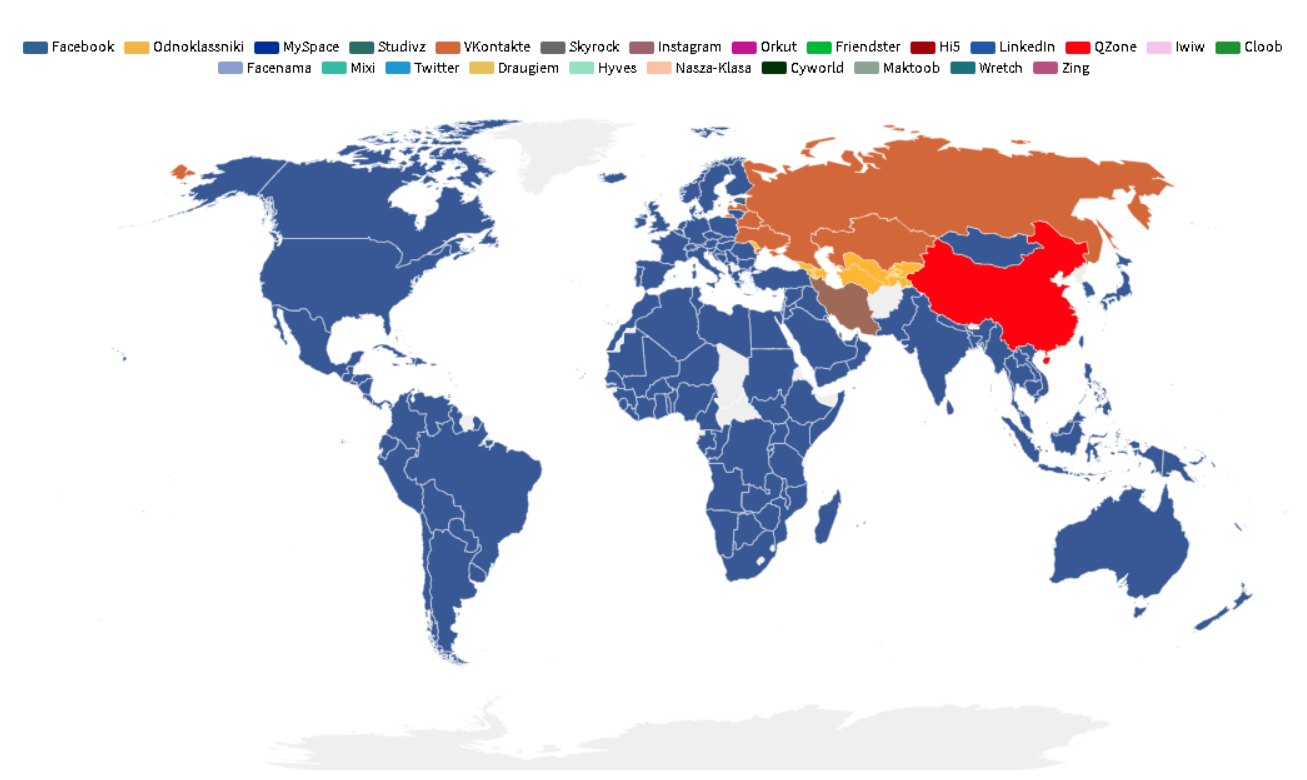 Facebook Odnoklassniki MySpace Studivz VKontakte Skyrock Instagram Orkut Friendster Hi5 LinkedIn QZone Iwiw Cloob
Facenama Mixi Twitter Draugiem Hyves Nasza-Klasa Cyworld Maktoob Wretch Zing